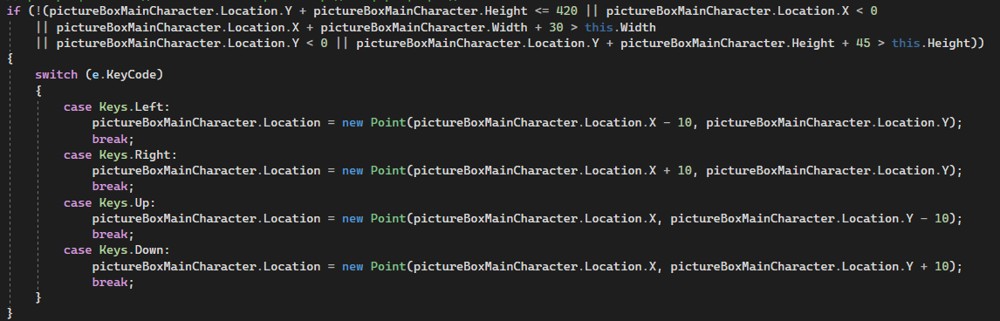 if (!(pictureBoxMainCharacter.Location.Y + pictureBoxMainCharacter.Height <= 420 || pictureBoxMainCharacter.Location.X < 0
|| pictureBoxMainCharacter.Location.X + pictureBoxMainCharacter.Width + 30 > this.Width
|| pictureBoxMainCharacter.Location.Y < 0 || pictureBoxMainCharacter.Location.Y + pictureBoxMainCharacter.Height + 45 > this.Height))
{
switch (e.KeyCode)
{
case Keys.Left:
pictureBoxMainCharacter.Location = new Point(pictureBoxMainCharacter.Location.X - 10, pictureBoxMainCharacter.Location.Y);
break;
case Keys.Right:
pictureBoxMainCharacter.Location = new Point(pictureBoxMainCharacter.Location.X + 10, pictureBoxMainCharacter.Location.Y);
break;
case Keys.Up:
pictureBoxMainCharacter.Location = new Point(pictureBoxMainCharacter.Location.X, pictureBoxMainCharacter.Location.Y - 10);
break;
case Keys.Down:
pictureBoxMainCharacter.Location = new Point(pictureBoxMainCharacter.Location.X, pictureBoxMainCharacter.Location.Y + 10);
break;
}
}